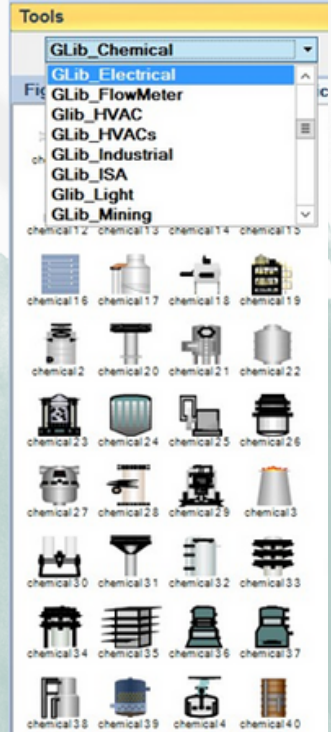 Tools
GLib_Chemical
GLib_Electrical
GLib_FlowMeter
Glib_HVAC
GLib_HVACs
GLib_Industrial
GLib_ISA
Glib_Light
GLib_Mining
chemical12 chemical13 chemical14 chemical15
chemical16 chemical17 chemical18 chemical19
chemical2 chemical20 chemical21 chemical22
chemical23 chemical24 chemical25 chemical26
chemical27 chemical28 chemical29 chemical3
chemical30 chemical31 chemical32 chemical33
chemical34 chemical35 chemical36 chemical37
chemical38 chemical39 chemical4 chemical40